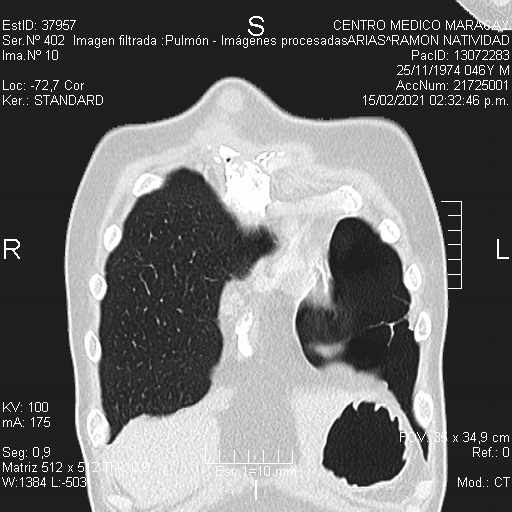 EstID: 37957
Ser.Nº 402 Imagen filtrada :Pulmón - Imágenes procesadas
Ima.Nº 10
Loc: -72,7 Cor
Ker.: STANDARD
S
CENTRO MEDICO MARACAY
ARIAS^RAMON NATIVIDAD
PacID: 13072283
25/11/1974 046Y M
AccNum: 21725001
15/02/2021 02:32:46 p.m.
R
L
KV: 100
mA: 175
Seg: 0,9
Matriz 512 x 512
W:1384 L:-503
Esc 1=10 mm
I
x 34,9 cm
Ref.: 0
Mod.: CT